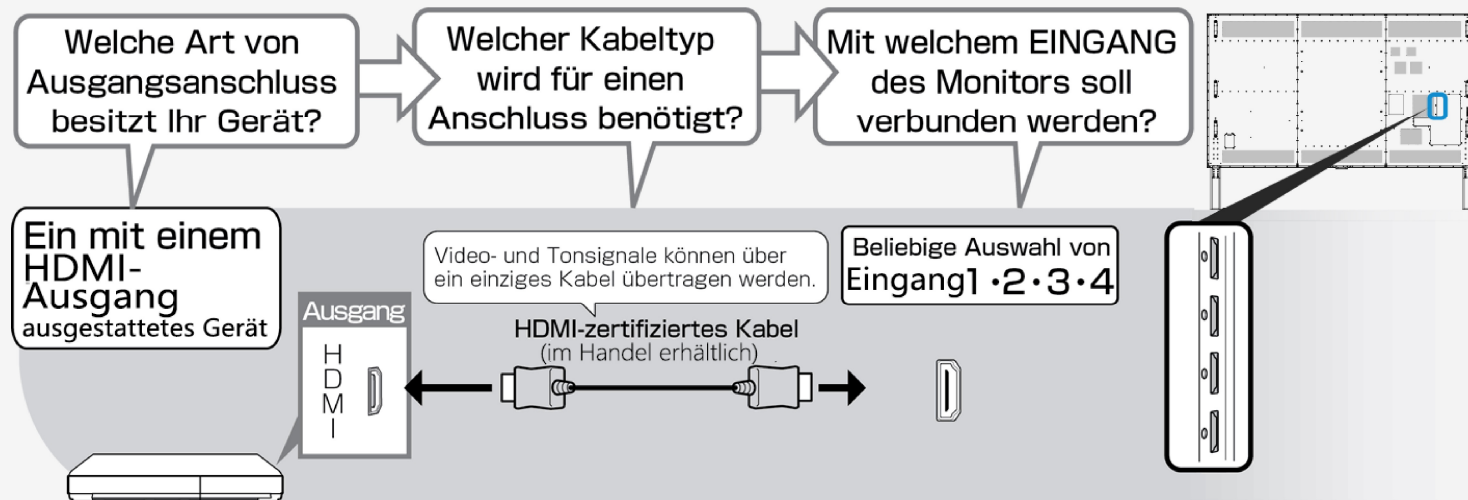 Welche Art von
Ausgangsanschluss
besitzt Ihr Gerät?
Welcher Kabeltyp
wird für einen
Anschluss benötigt?
Mit welchem EINGANG
des Monitors soll
verbunden werden?
Ein mit einem
HDMI-
Ausgang
ausgestattetes Gerät
Ausgang
H
D
M
I
Video- und Tonsignale können über
ein einziges Kabel übertragen werden.
HDMI-zertifiziertes Kabel
(im Handel erhältlich)
Beliebige Auswahl von
Eingang1 •2•3•4